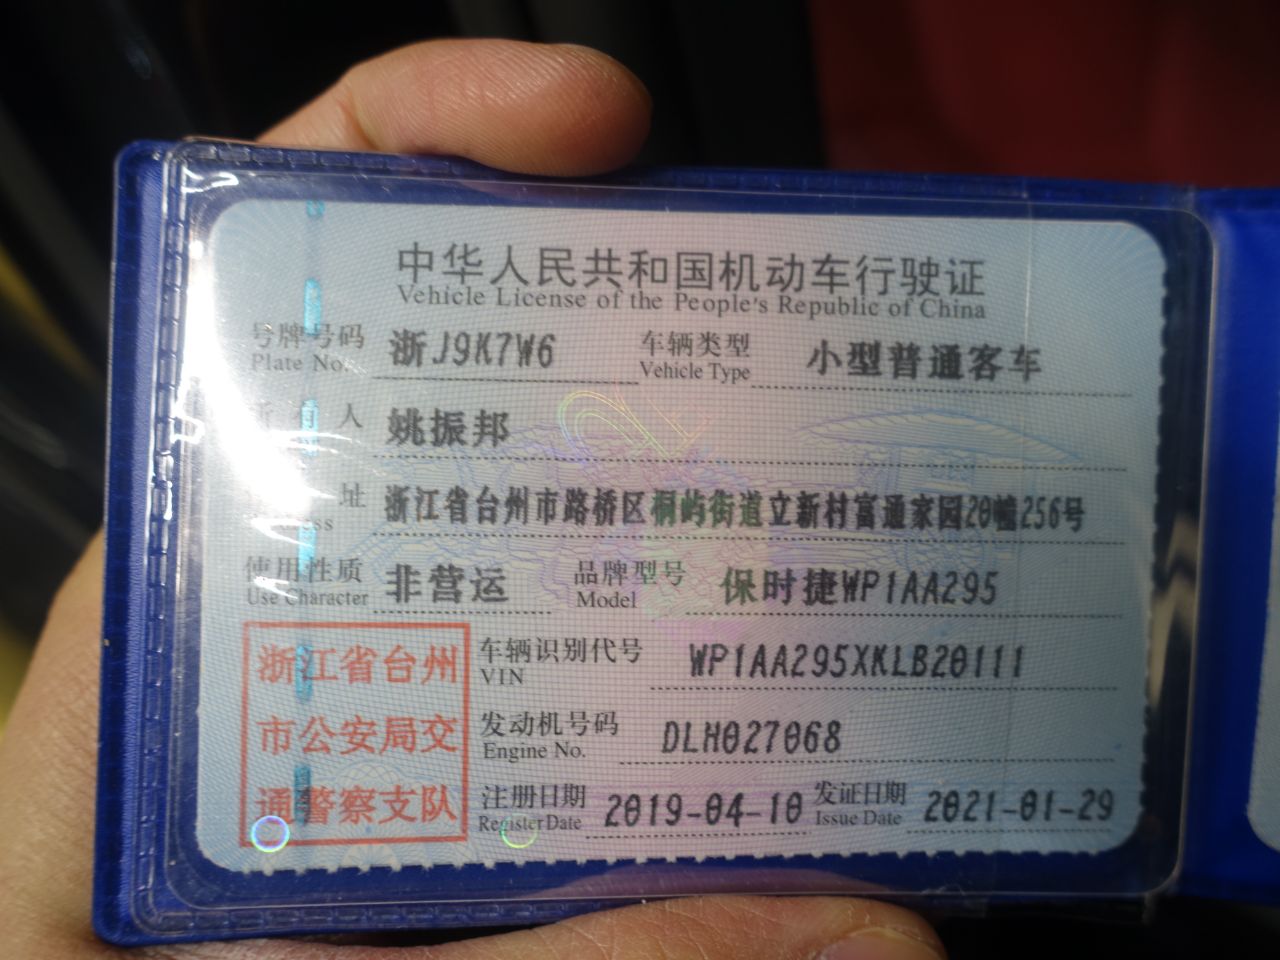 中华人民共和国机动车行驶证
Vehicle License of the People's Republic of China
号牌号码 浙J9K7W6 车辆类型 小型普通客车
Plate No. Vehicle Type
所有人 姚振邦
住址 浙江省台州市路桥区桐屿街道立新村富通家园20幢256号
Address
使用性质 非营运 品牌型号 保时捷WP1AA295
Use Character Model
车辆识别代号 WP1AA295XKLB20111
VIN
发动机号码 DLH027068
Engine No.
注册日期 2019-04-10 发证日期 2021-01-29
Register Date Issue Date
浙江省台州
市公安局交
通警察支队